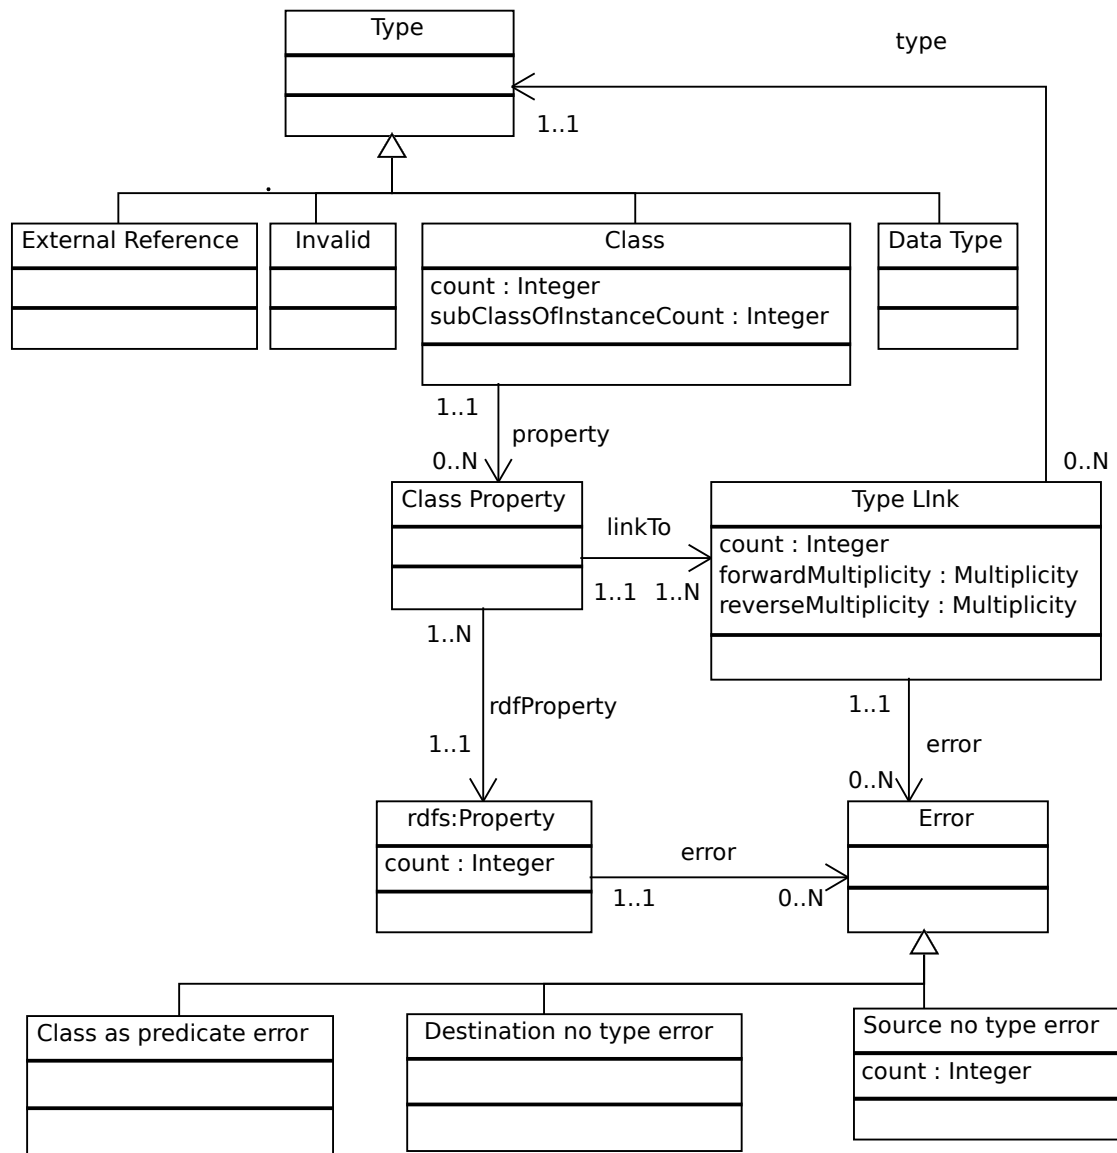 Type
type
1..1
External Reference
Invalid
Class
Data Type
count : Integer
subClassOfInstanceCount : Integer
1..1
property
0..N
0..N
Class Property
Type LInk
linkTo
count : Integer
forwardMultiplicity : Multiplicity
reverseMultiplicity : Multiplicity
1..1
1..N
1..N
rdfProperty
1..1
1..1
error
0..N
rdfs:Property
Error
count : Integer
error
1..1
0..N
Class as predicate error
Destination no type error
Source no type error
count : Integer